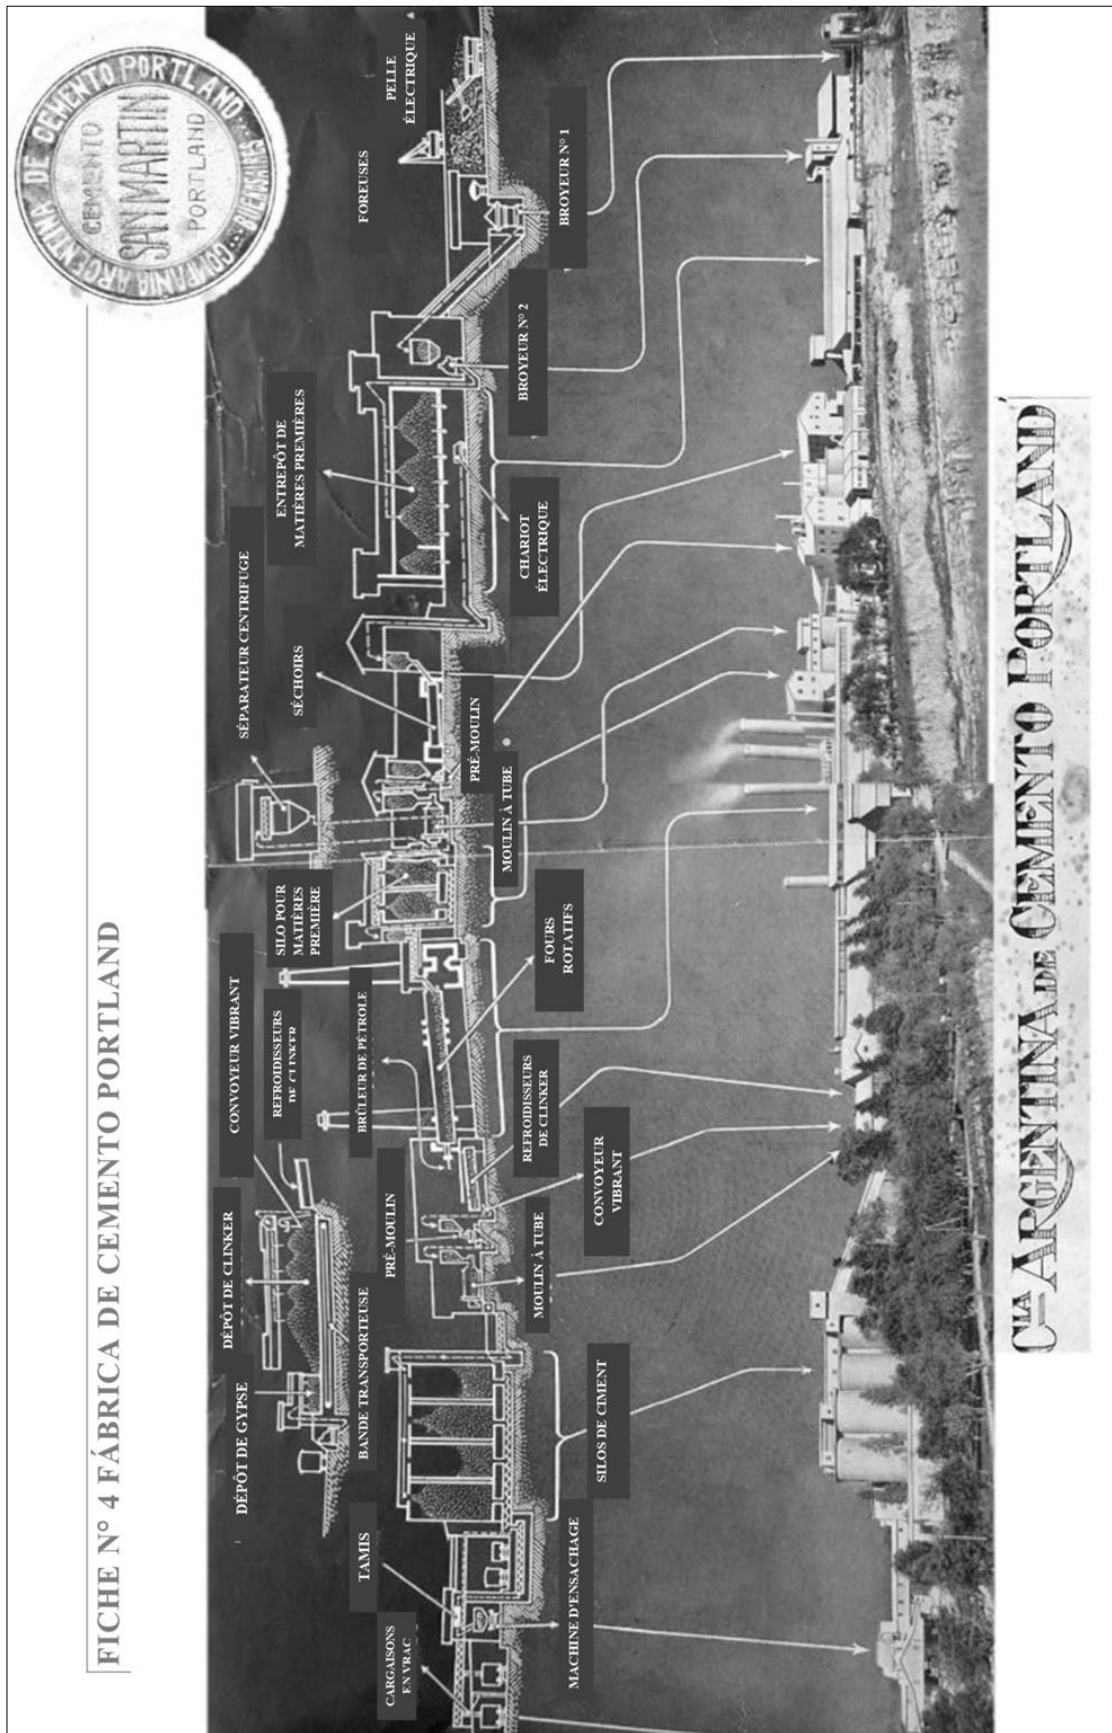 FICHE N° 4 FÁBRICA DE CEMENTO PORTLAND
COMPAÑIA ARGENTINA DE CEMENTO PORTLAND
BUENOS AIRES
CEMENTO
SAN MARTIN
PORTLAND
DÉPÔT DE GYPSE
DÉPÔT DE CLINKER
CONVOYEUR VIBRANT
REFROIDISSEURS
DE CLINKER
SILO POUR
MATIÈRES
PREMIÈRE
SÉPARATEUR CENTRIFUGE
SÉCHOIRS
ENTREPÔT DE
MATIÈRES PREMIÈRES
FOREUSES
PELLE
ÉLECTRIQUE
CARGAISONS
EN VRAC
TAMIS
BANDE TRANSPORTEUSE
PRÉ-MOULIN
BRÛLEUR DE PÉTROLE
MACHINE D'ENSACHAGE
SILOS DE CIMENT
MOULIN À TUBE
CONVOYEUR
VIBRANT
REFROIDISSEURS
DE CLINKER
FOURS
ROTATIFS
MOULIN À TUBE
PRÉ-MOULIN
CHARIOT
ÉLECTRIQUE
BROYEUR N° 2
BROYEUR N° 1
CIA ARGENTINA DE CEMENTO PORTLAND